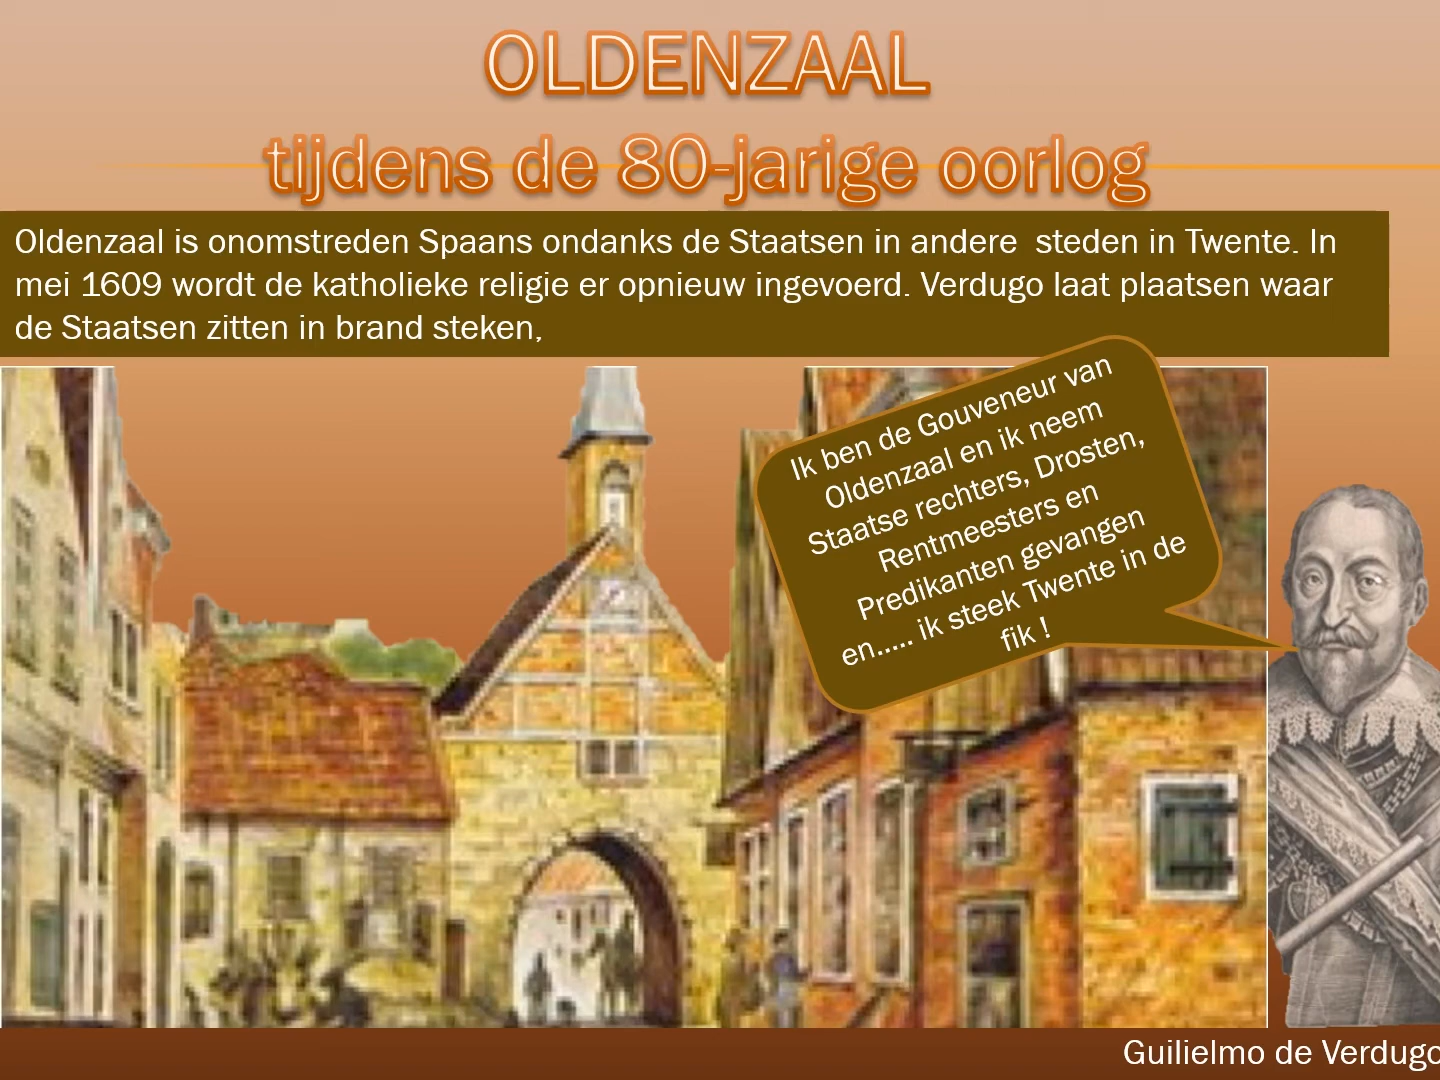 OLDENZAAL
tijdens de 80-jarige oorlog
Oldenzaal is onomstreden Spaans ondanks de Staatsen in andere steden in Twente. In
mei 1609 wordt de katholieke religie er opnieuw ingevoerd. Verdugo laat plaatsen waar
de Staatsen zitten in brand steken,
Ik ben de Gouveneur van
Oldenzaal en ik neem
Staatse rechters, Drosten,
Rentmeesters en
Predikanten gevangen
en..... ik steek Twente in de
fik !
Guilielmo de Verdugo